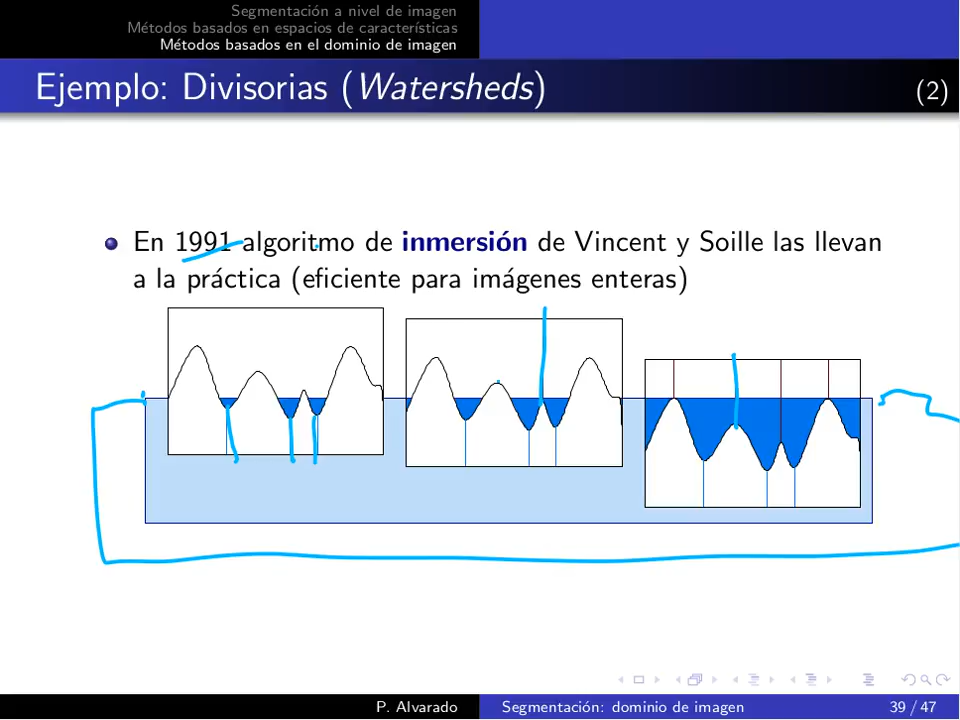 Segmentación a nivel de imagen
Métodos basados en espacios de características
Métodos basados en el dominio de imagen
Ejemplo: Divisorias (Watersheds)
(2)
En 1991 algoritmo de inmersión de Vincent y Soille las llevan
a la práctica (eficiente para imágenes enteras)
P. Alvarado
Segmentación: dominio de imagen
39 / 47